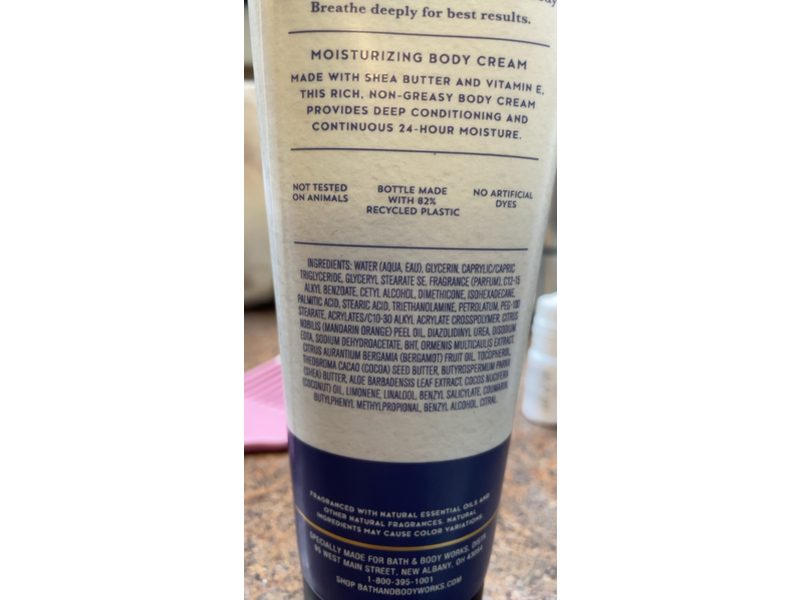 Breathe deeply for best results.
MOISTURIZING BODY CREAM
MADE WITH SHEA BUTTER AND VITAMIN E,
THIS RICH, NON-GREASY BODY CREAM
PROVIDES DEEP CONDITIONING AND
CONTINUOUS 24-HOUR MOISTURE.
NOT TESTED
ON ANIMALS
BOTTLE MADE
WITH 82%
RECYCLED PLASTIC
NO ARTIFICIAL
DYES
INGREDIENTS: WATER (AQUA, EAU), GLYCERIN, CAPRYLIC/CAPRIC
TRIGLYCERIDE, GLYCERYL STEARATE SE, FRAGRANCE (PARFUM), C12-15
ALKYL BENZOATE, CETYL ALCOHOL, DIMETHICONE, ISOHEXADECANE,
PALMITIC ACID, STEARIC ACID, TRIETHANOLAMINE, PETROLATUM, PEG-100
STEARATE, ACRYLATES/C10-30 ALKYL ACRYLATE CROSSPOLYMER, CITRUS
NOBILIS (MANDARIN ORANGE) PEEL OIL, DIAZOLIDINYL UREA, DISODIUM
EDTA, SODIUM DEHYDROACETATE, BHT, ORMENIS MULTICAULIS EXTRACT,
CITRUS AURANTIUM BERGAMIA (BERGAMOT) FRUIT OIL, TOCOPHEROL,
THEOBROMA CACAO (COCOA) SEED BUTTER, BUTYROSPERMUM PARKII
(SHEA) BUTTER, ALOE BARBADENSIS LEAF EXTRACT, COCOS NUCIFERA
(COCONUT) OIL, LIMONENE, LINALOOL, BENZYL SALICYLATE, COUMARIN,
BUTYLPHENYL METHYLPROPIONAL, BENZYL ALCOHOL, CITRAL.
FRAGRANCED WITH NATURAL ESSENTIAL OILS AND
OTHER NATURAL FRAGRANCES. NATURAL
INGREDIENTS MAY CAUSE COLOR VARIATIONS.
SPECIALLY MADE FOR BATH & BODY WORKS, DISTR.
95 WEST MAIN STREET, NEW ALBANY, OH 43054
1-800-395-1001
SHOP BATHANDBODYWORKS.COM